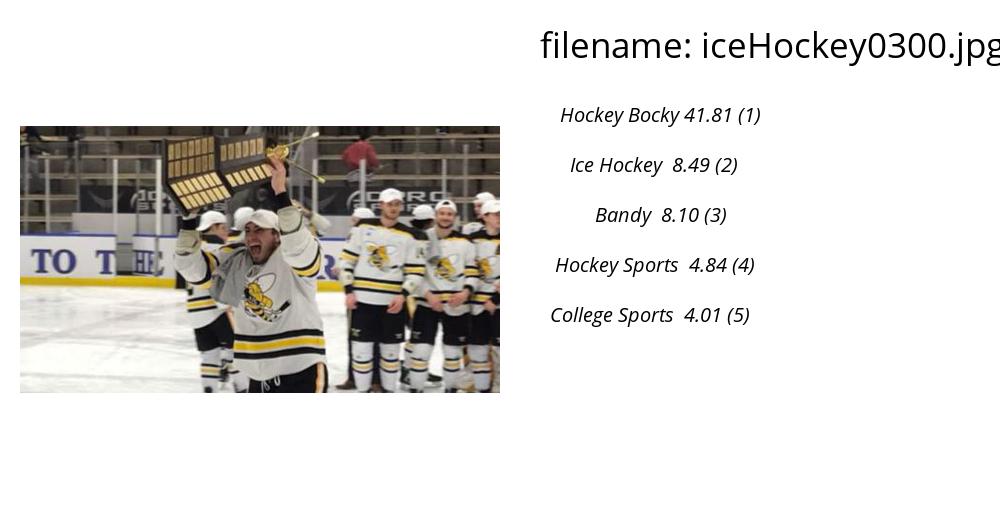 filename: iceHockey0300.jpg
Hockey Bocky 41.81 (1)
Ice Hockey 8.49 (2)
Bandy 8.10 (3)
Hockey Sports 4.84 (4)
College Sports 4.01 (5)
TO THE